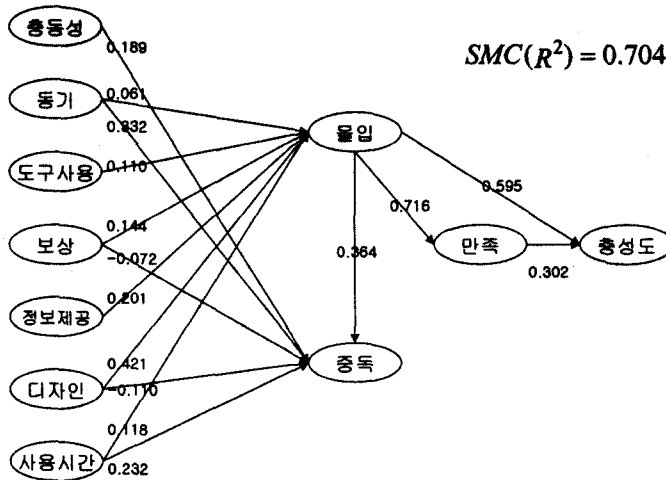 충동성
0.189
SMC(R²) = 0.704
동기
0.061
0.332
몰입
도구사용
0.110
0.595
0.716
보상
0.144
-0.072
0.364
만족
0.302
충성도
정보제공
0.201
중독
디자인
0.421
-0.110
사용시간
0.118
0.232